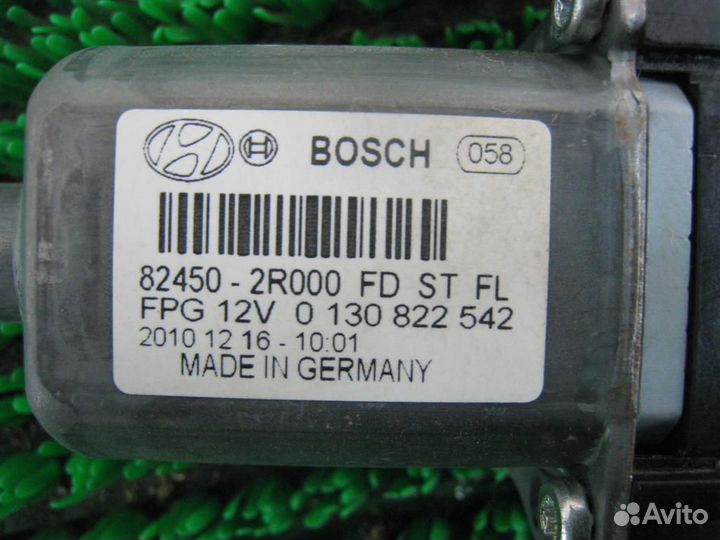 BOSCH 058
82450 - 2R000 FD ST FL
FPG 12V 0 130 822 542
2010 12 16 - 10:01
MADE IN GERMANY
Avito